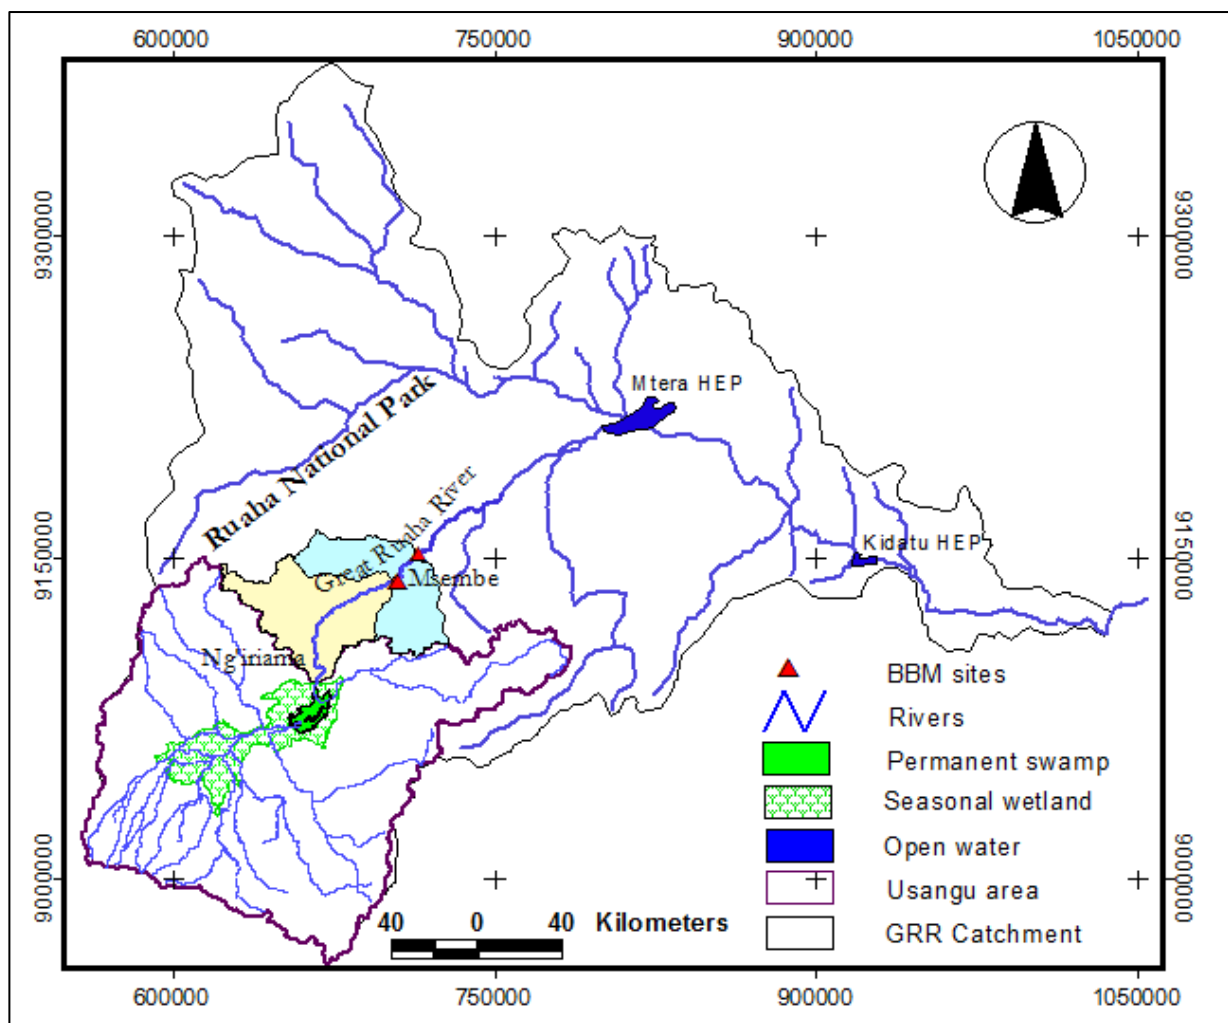 600000 750000 900000 1050000
9300000 9300000
Mtera HEP
Ruaha National Park
Great Ruaha River
Kidatu HEP
9150000 9150000
Msembe
Ng'iriama
BBM sites
Rivers
Permanent swamp
Seasonal wetland
Open water
9000000 9000000
Usangu area
40 0 40 Kilometers
GRR Catchment
600000 750000 900000 1050000